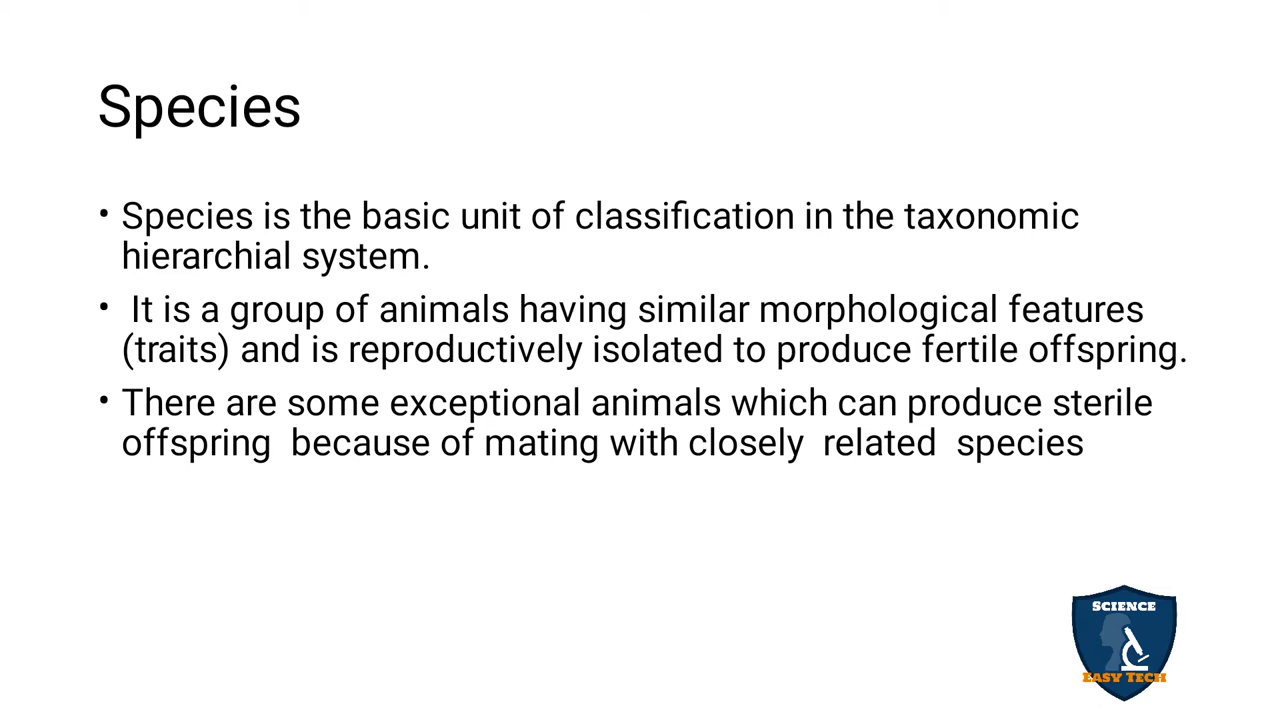 Species
• Species is the basic unit of classification in the taxonomic
hierarchial system.
• It is a group of animals having similar morphological features
(traits) and is reproductively isolated to produce fertile offspring.
• There are some exceptional animals which can produce sterile
offspring because of mating with closely related species
SCIENCE
EASY TECH